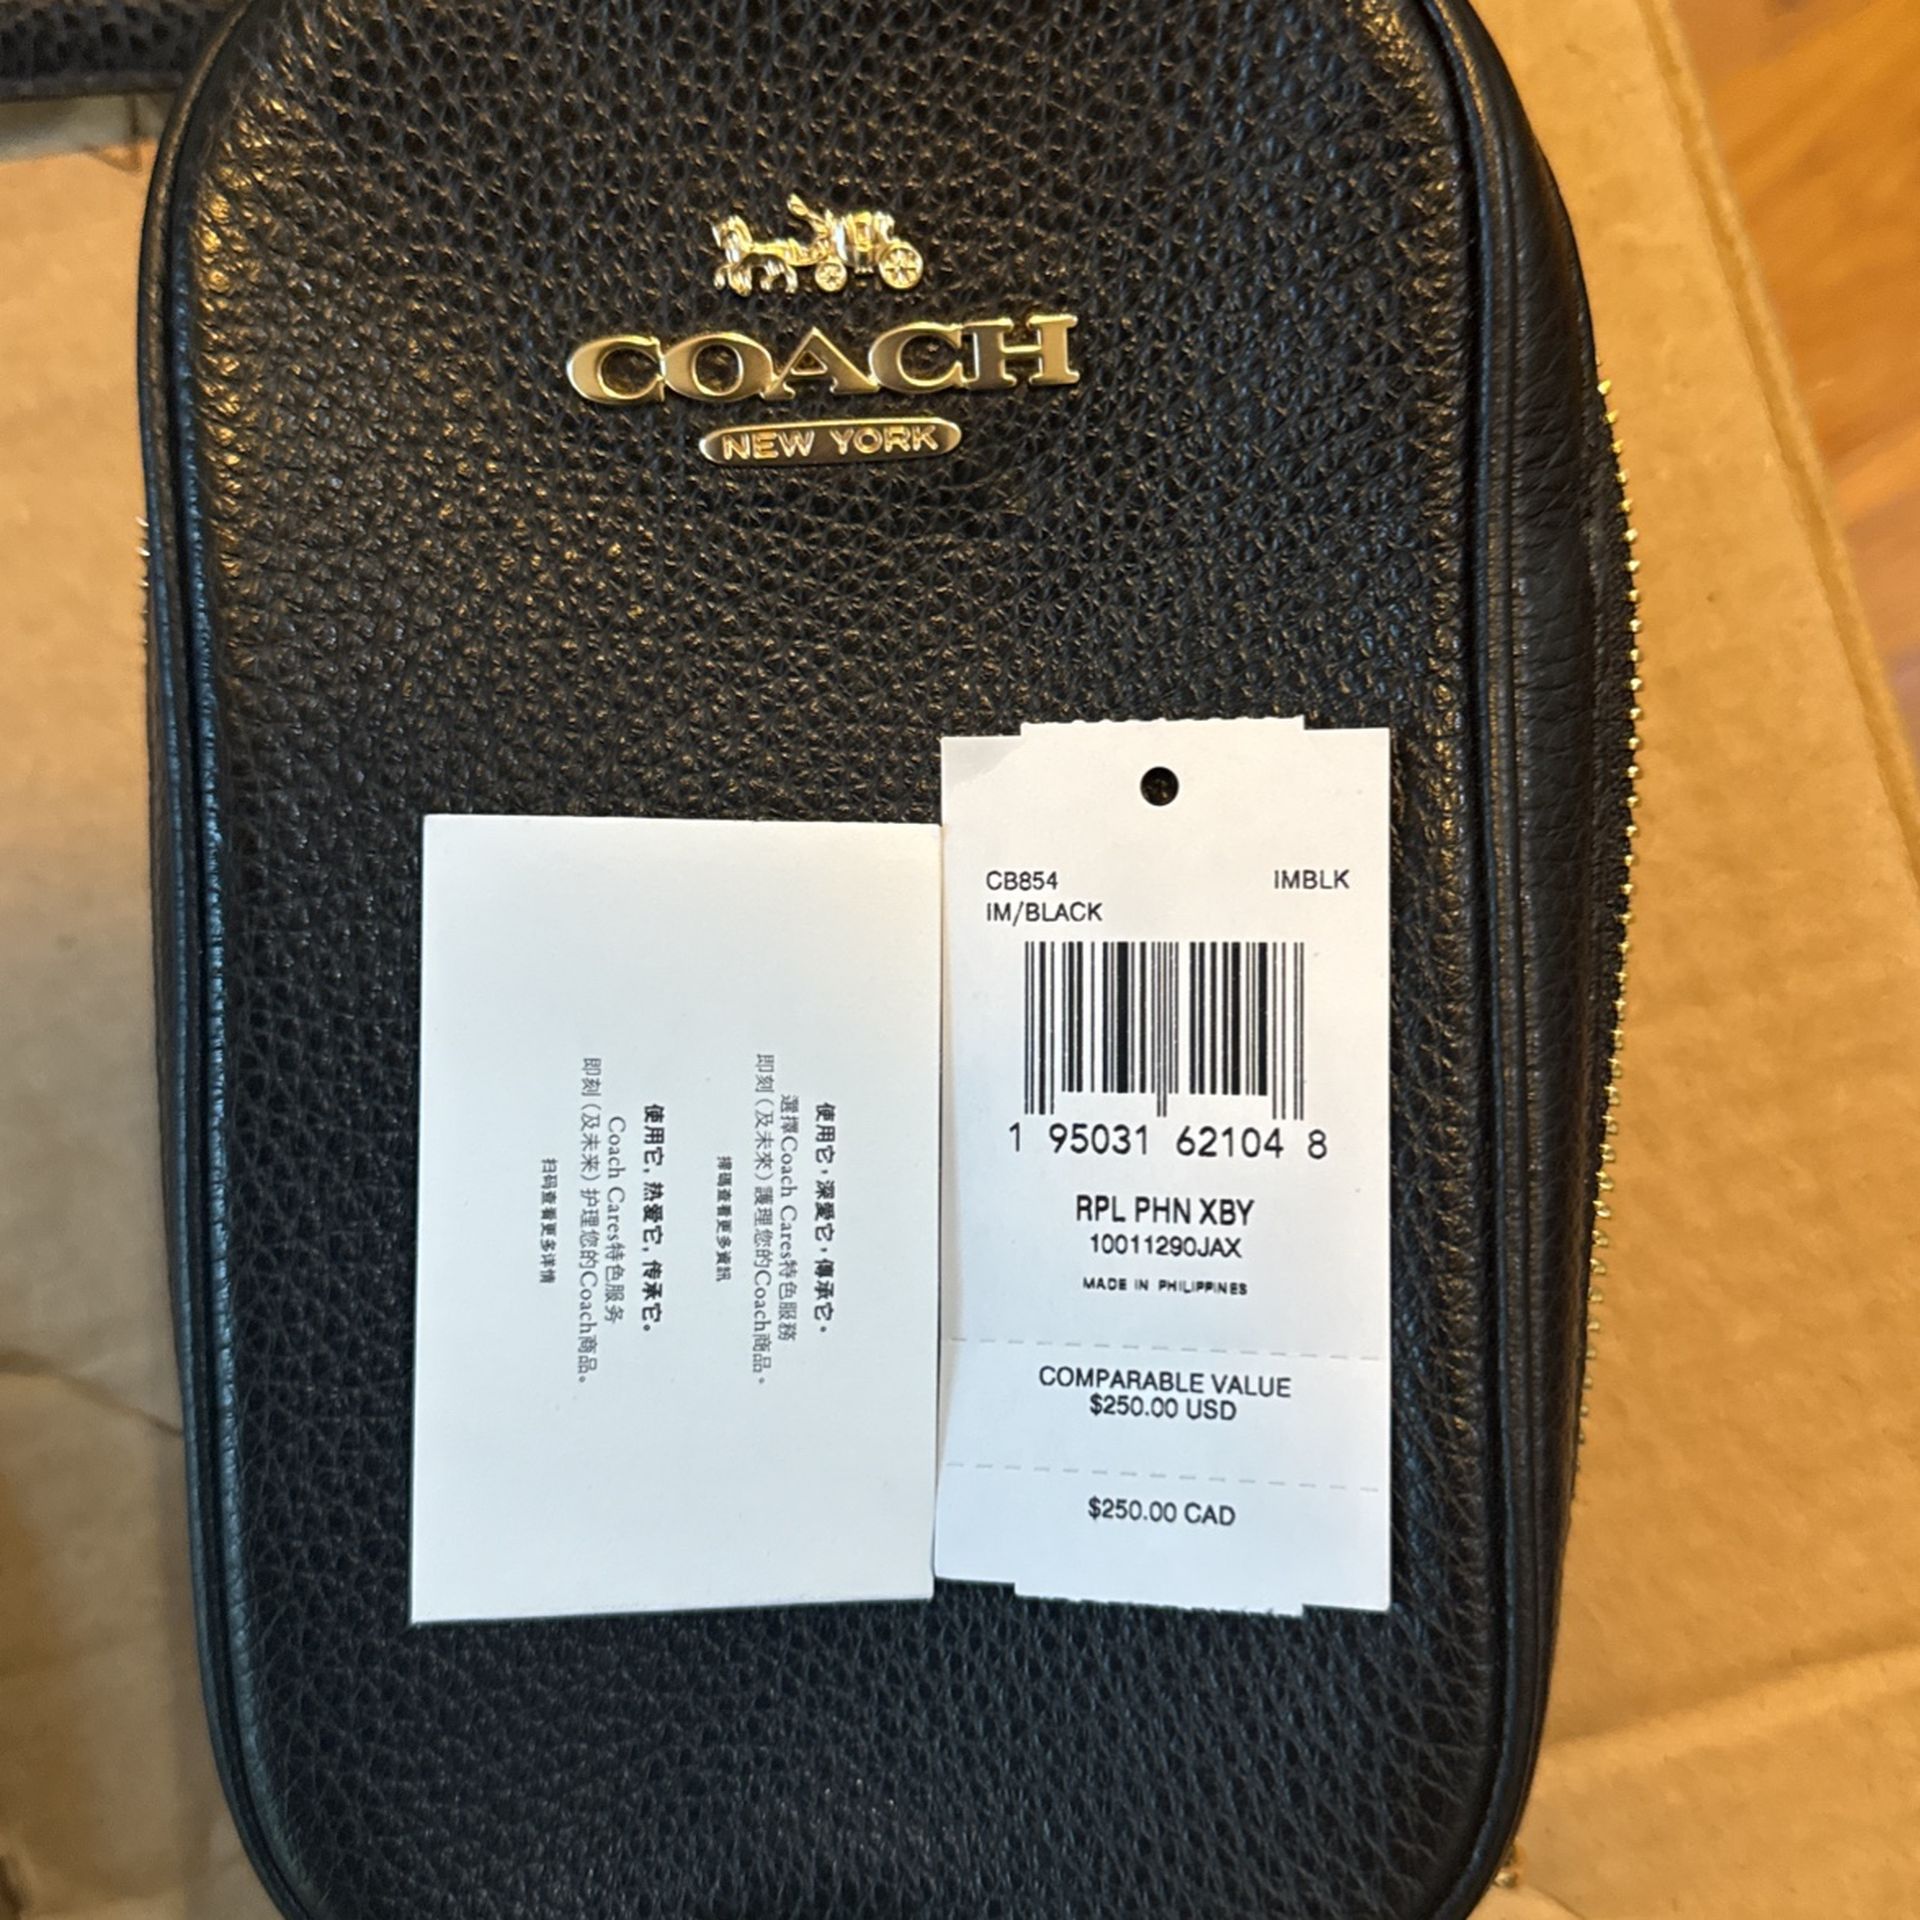 COACH
NEW YORK
CB854 IMBLK
IM/BLACK
1 95031 62104 8
RPL PHN XBY
10011290JAX
MADE IN PHILIPPINES
COMPARABLE VALUE
$250.00 USD
$250.00 CAD
使用它，深愛它，傳承它。
選擇Coach Cares特色服務
即刻（及未來）護理您的Coach商品。
掃碼查看更多資訊
使用它，热爱它，传承它。
Coach Cares特色服务
即刻（及未来）护理您的Coach商品。
扫码查看更多详情